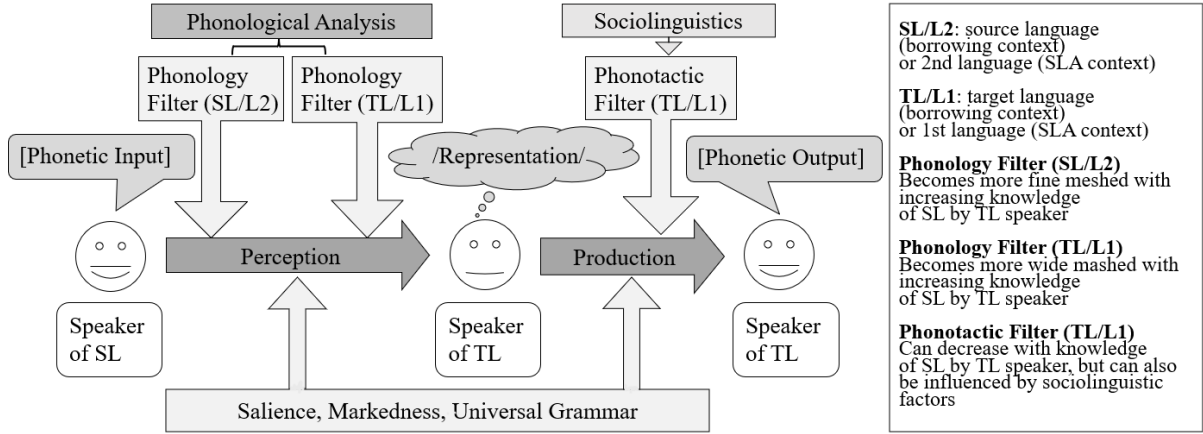 Phonological Analysis
Sociolinguistics
Phonology
Filter (SL/L2)
Phonology
Filter (TL/L1)
Phonotactic
Filter (TL/L1)
[Phonetic Input]
/Representation/
[Phonetic Output]
Perception
Production
Speaker
of SL
Speaker
of TL
Speaker
of TL
Salience, Markedness, Universal Grammar
SL/L2: source language
(borrowing context)
or 2nd language (SLA context)
TL/L1: target language
(borrowing context)
or 1st language (SLA context)
Phonology Filter (SL/L2)
Becomes more fine meshed with
increasing knowledge
of SL by TL speaker
Phonology Filter (TL/L1)
Becomes more wide mashed with
increasing knowledge
of SL by TL speaker
Phonotactic Filter (TL/L1)
Can decrease with knowledge
of SL by TL speaker, but can also
be influenced by sociolinguistic
factors